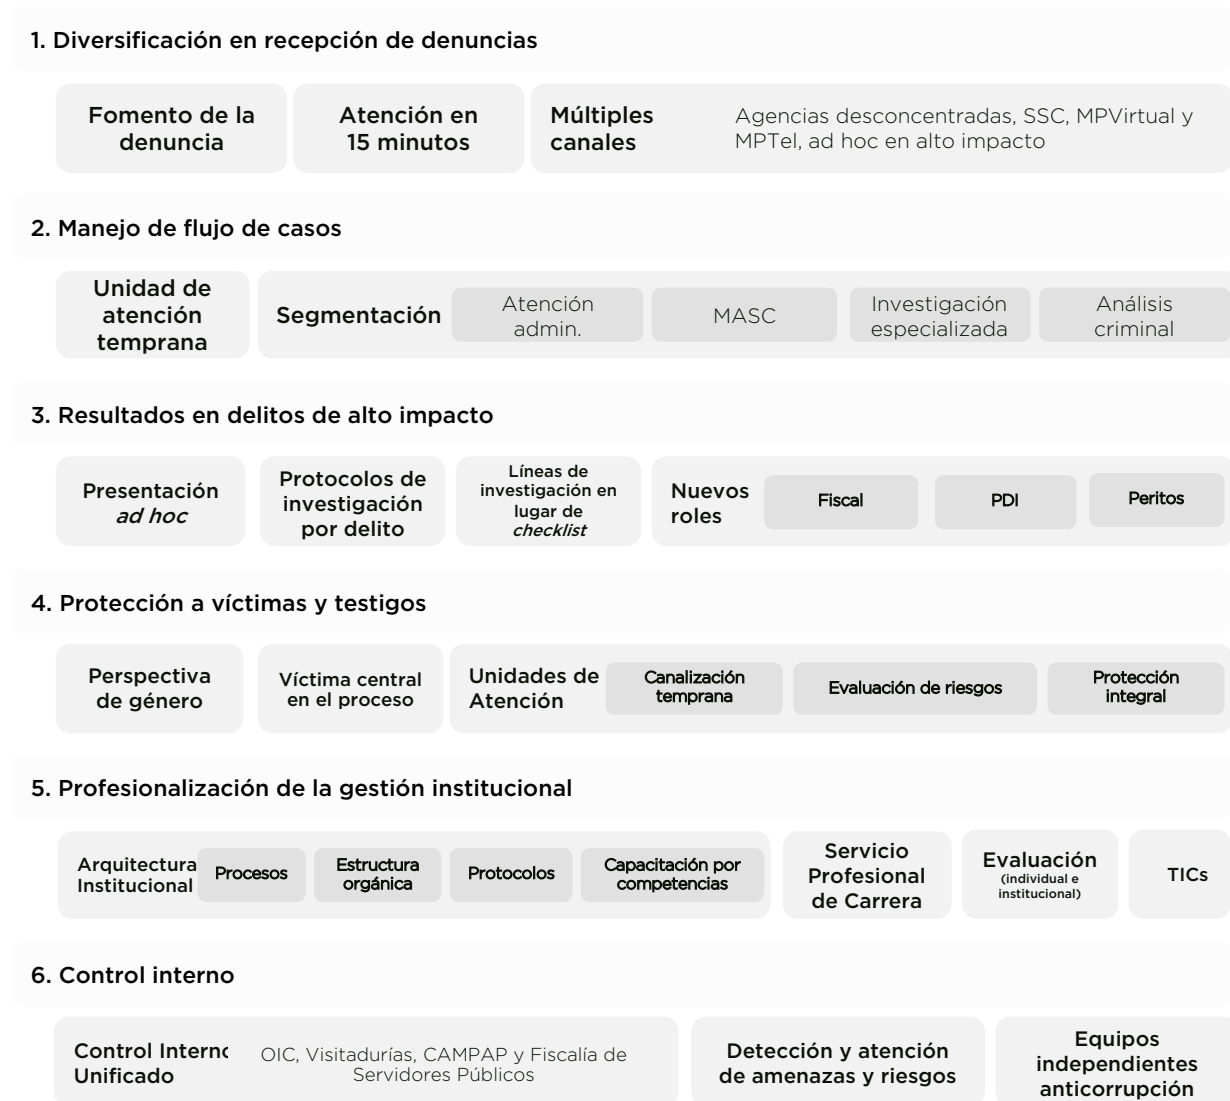 1. Diversificación en recepción de denuncias
Fomento de la
denuncia
Atención en
15 minutos
Múltiples
canales
Agencias desconcentradas, SSC, MPVirtual y
MPTel, ad hoc en alto impacto
2. Manejo de flujo de casos
Unidad de
atención
temprana
Segmentación
Atención
admin.
MASC
Investigación
especializada
Análisis
criminal
3. Resultados en delitos de alto impacto
Presentación
ad hoc
Protocolos de
investigación
por delito
Líneas de
investigación en
lugar de
checklist
Nuevos
roles
Fiscal
PDI
Peritos
4. Protección a víctimas y testigos
Perspectiva
de género
Víctima central
en el proceso
Unidades de
Atención
Canalización
temprana
Evaluación de riesgos
Protección
integral
5. Profesionalización de la gestión institucional
Arquitectura
Institucional
Procesos
Estructura
orgánica
Protocolos
Capacitación por
competencias
Servicio
Profesional
de Carrera
Evaluación
(individual e
institucional)
TICs
6. Control interno
Control Interno
Unificado
OIC, Visitadurías, CAMPAP y Fiscalía de
Servidores Públicos
Detección y atención
de amenazas y riesgos
Equipos
independientes
anticorrupción